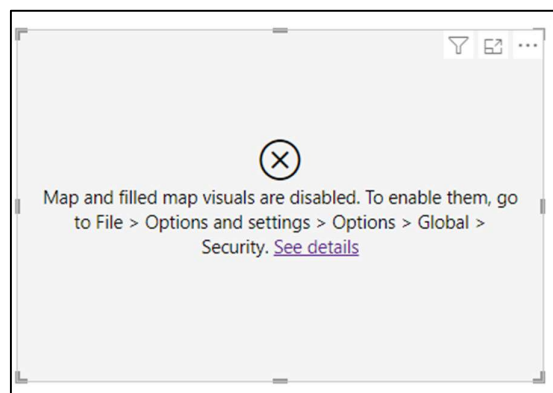 Map and filled map visuals are disabled. To enable them, go
to File > Options and settings > Options > Global >
Security. See details